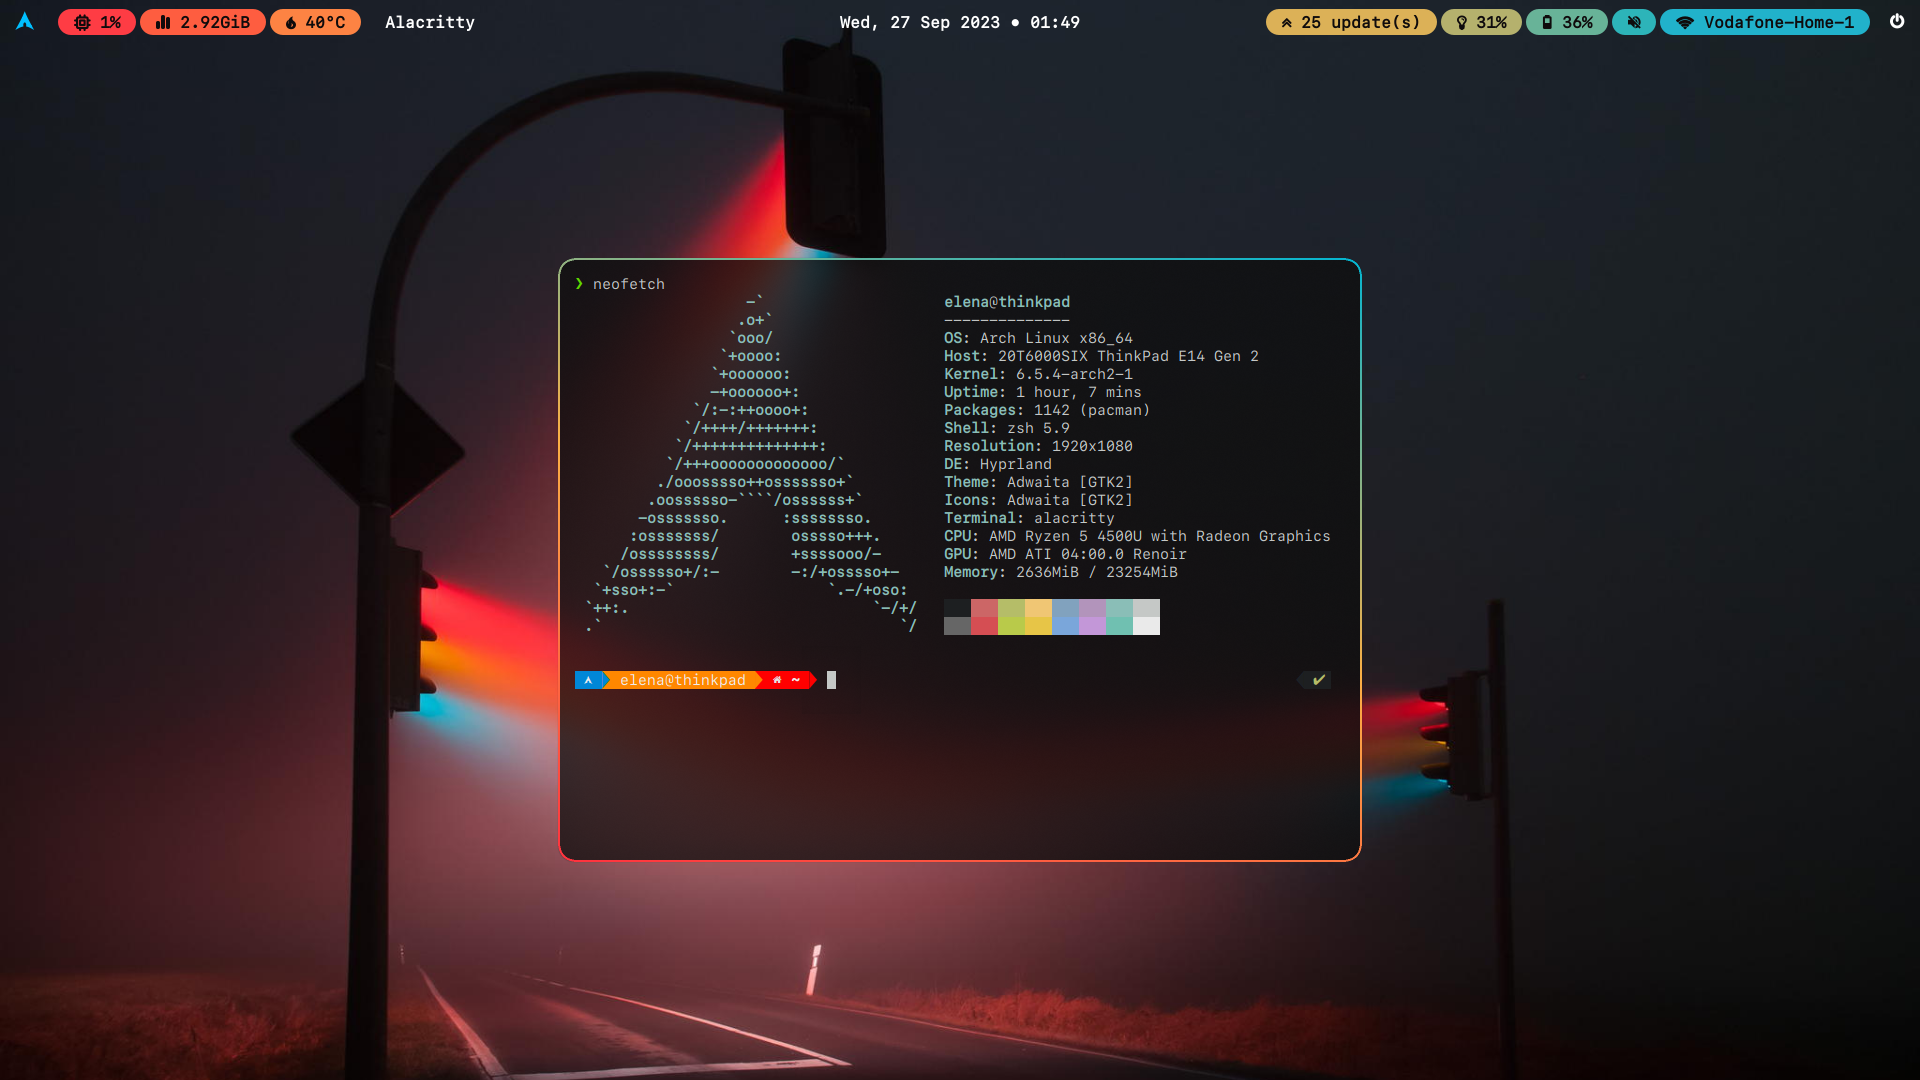 1% 2.92GiB 40°C Alacritty Wed, 27 Sep 2023 • 01:49 25 update(s) 31% 36% Vodafone-Home-1
❯ neofetch
-` elena@thinkpad
.o+` --------------
`ooo/ OS: Arch Linux x86_64
`+oooo: Host: 20T6000SIX ThinkPad E14 Gen 2
`+oooooo: Kernel: 6.5.4-arch2-1
-+oooooo+: Uptime: 1 hour, 7 mins
`/:-:++oooo+: Packages: 1142 (pacman)
`/++++/+++++++: Shell: zsh 5.9
`/++++++++++++++: Resolution: 1920x1080
`/+++ooooooooooooo/` DE: Hyprland
./ooosssso++osssssso+` Theme: Adwaita [GTK2]
.oossssso-````/ossssss+` Icons: Adwaita [GTK2]
-osssssso. :ssssssso. Terminal: alacritty
:osssssss/ osssso+++. CPU: AMD Ryzen 5 4500U with Radeon Graphics
/ossssssss/ +ssssooo/- GPU: AMD ATI 04:00.0 Renoir
`/ossssso+/:- -:/+osssso+- Memory: 2636MiB / 23254MiB
`+sso+:-` `.-/+oso:
`++:. `-/+/
.` `/
elena@thinkpad ~ ✔